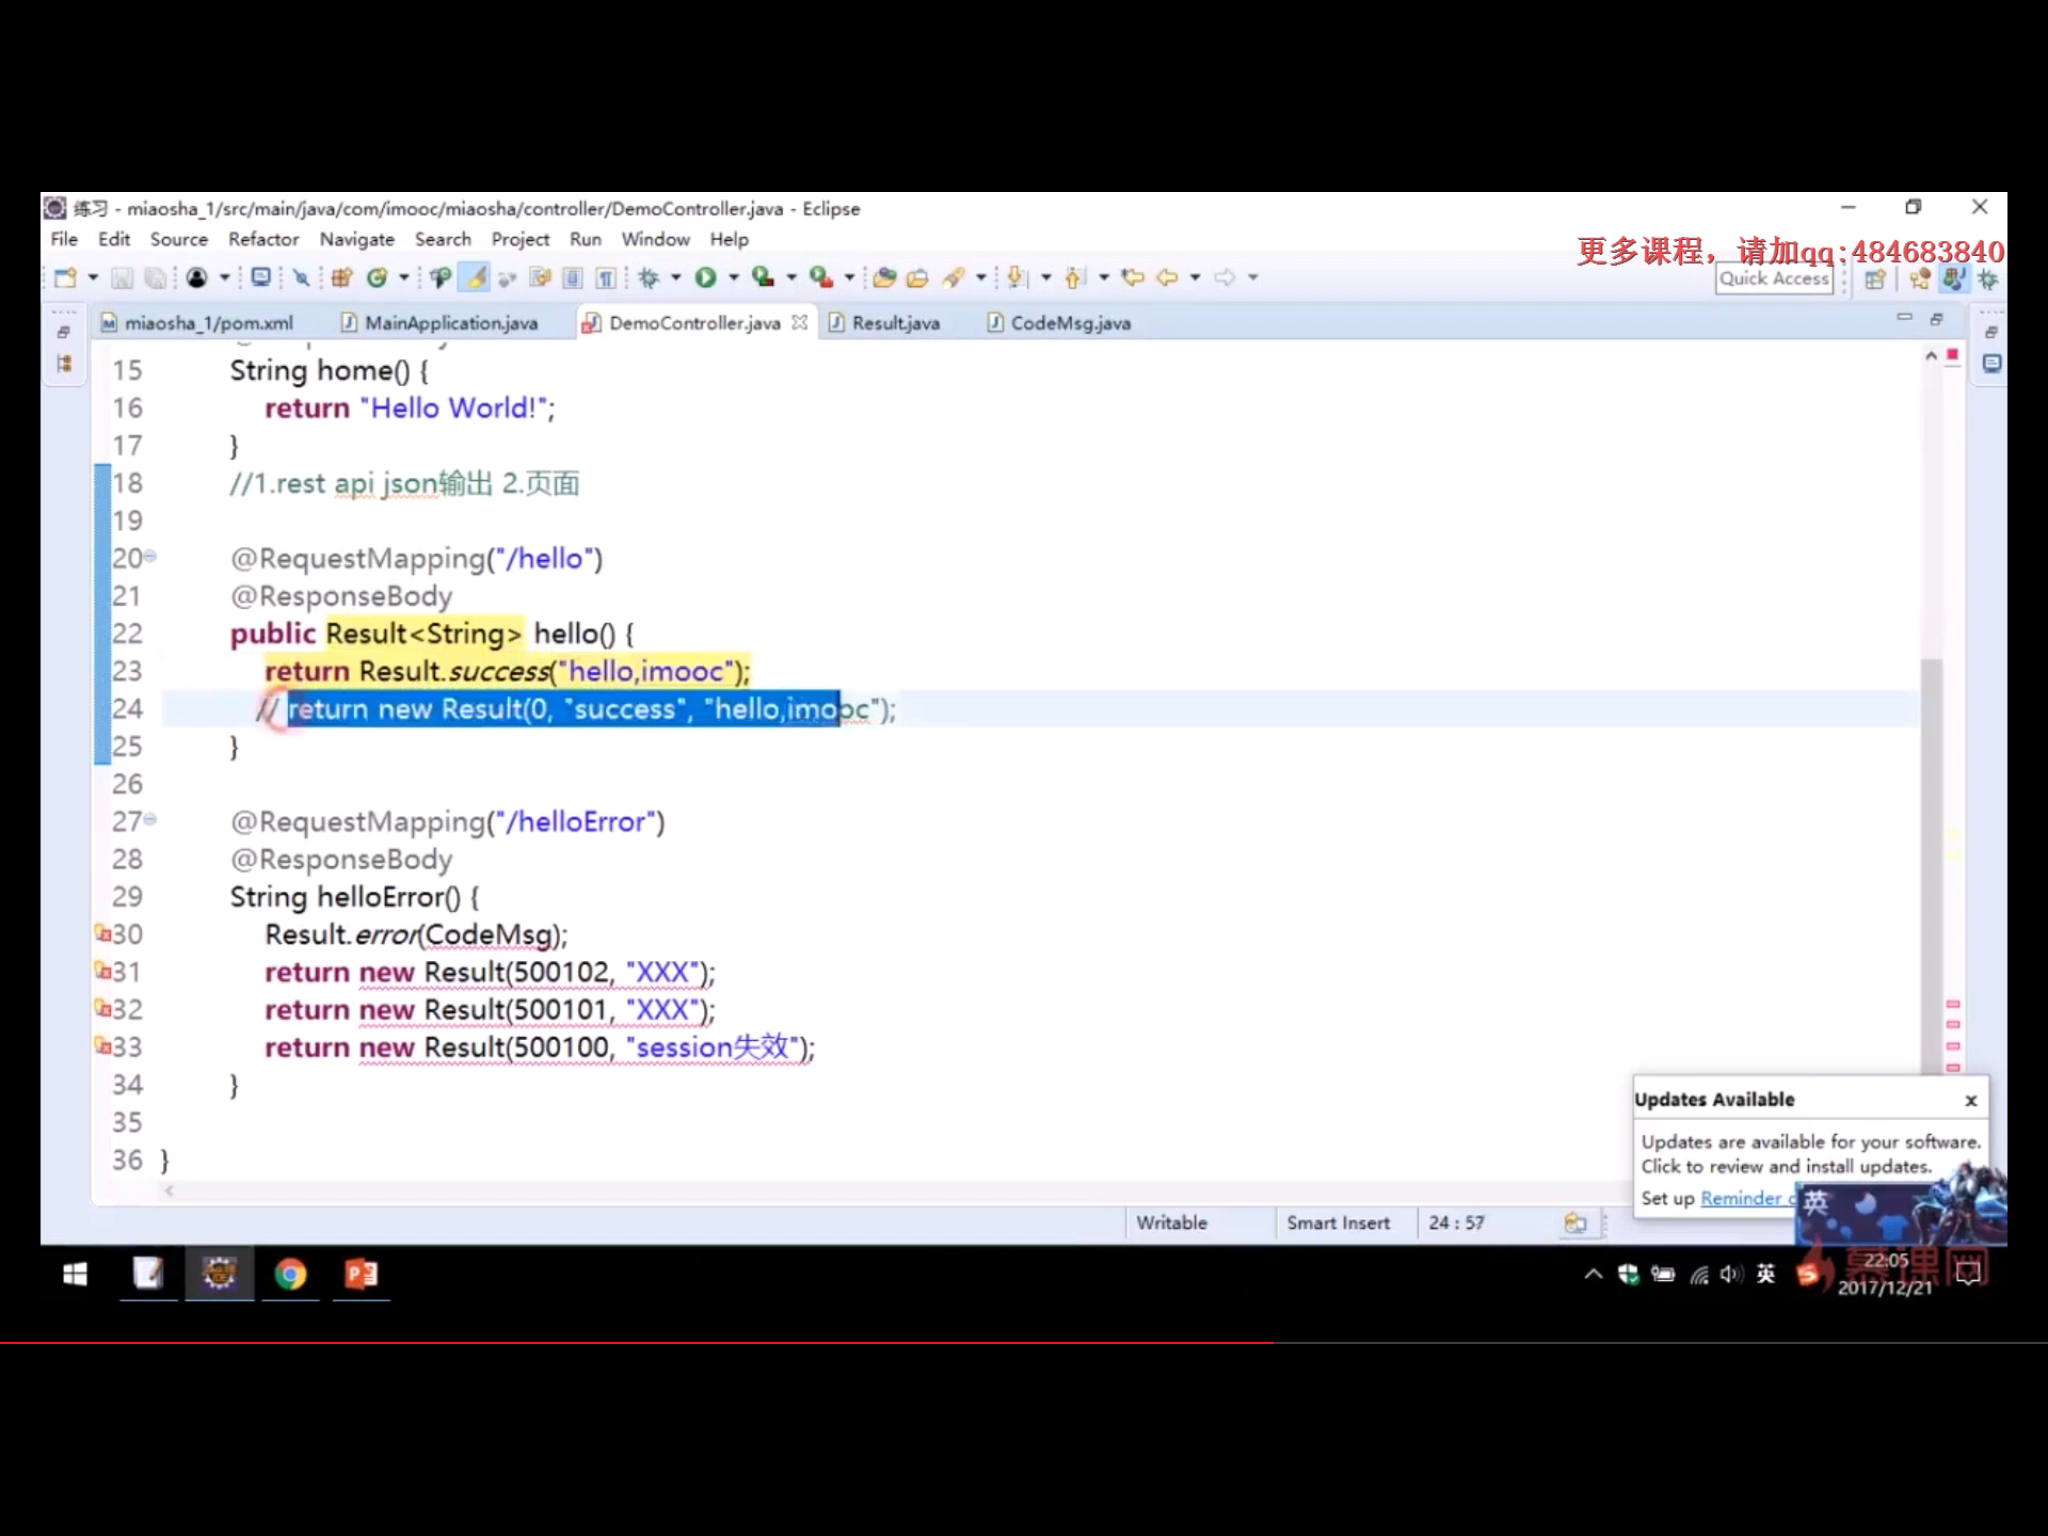 练习 - miaosha_1/src/main/java/com/imooc/miaosha/controller/DemoController.java - Eclipse
File Edit Source Refactor Navigate Search Project Run Window Help
更多课程，请加qq:484683840
Quick Access
miaosha_1/pom.xml MainApplication.java DemoController.java Result.java CodeMsg.java
15 String home() {
16 return "Hello World!";
17 }
18 //1.rest api json输出 2.页面
19
20 @RequestMapping("/hello")
21 @ResponseBody
22 public Result<String> hello() {
23 return Result.success("hello,imooc");
24 // return new Result(0, "success", "hello,imooc");
25 }
26
27 @RequestMapping("/helloError")
28 @ResponseBody
29 String helloError() {
30 Result.error(CodeMsg);
31 return new Result(500102, "XXX");
32 return new Result(500101, "XXX");
33 return new Result(500100, "session失效");
34 }
35
36 }
Updates Available
Updates are available for your software.
Click to review and install updates.
Set up Reminder
英
Writable Smart Insert 24 : 57
英 22:05
慕课网
2017/12/21